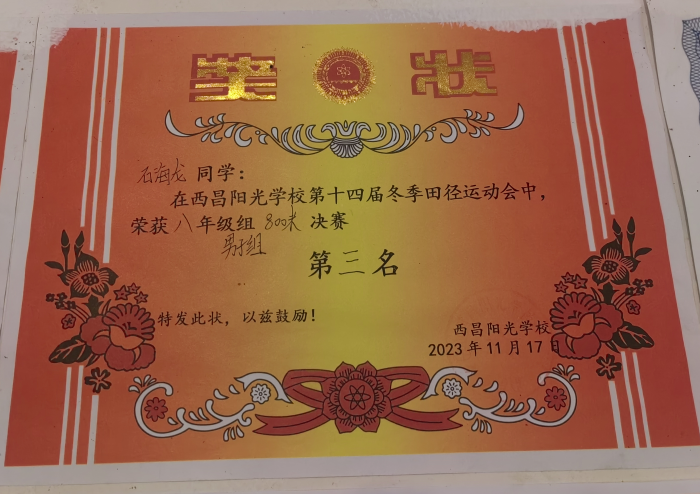 奖状
石海龙 同学：
在西昌阳光学校第十四届冬季田径运动会中，
荣获 八 年级组 800米 决赛
男子组
第三名
特发此状，以兹鼓励！
西昌阳光学校
2023年11月17日